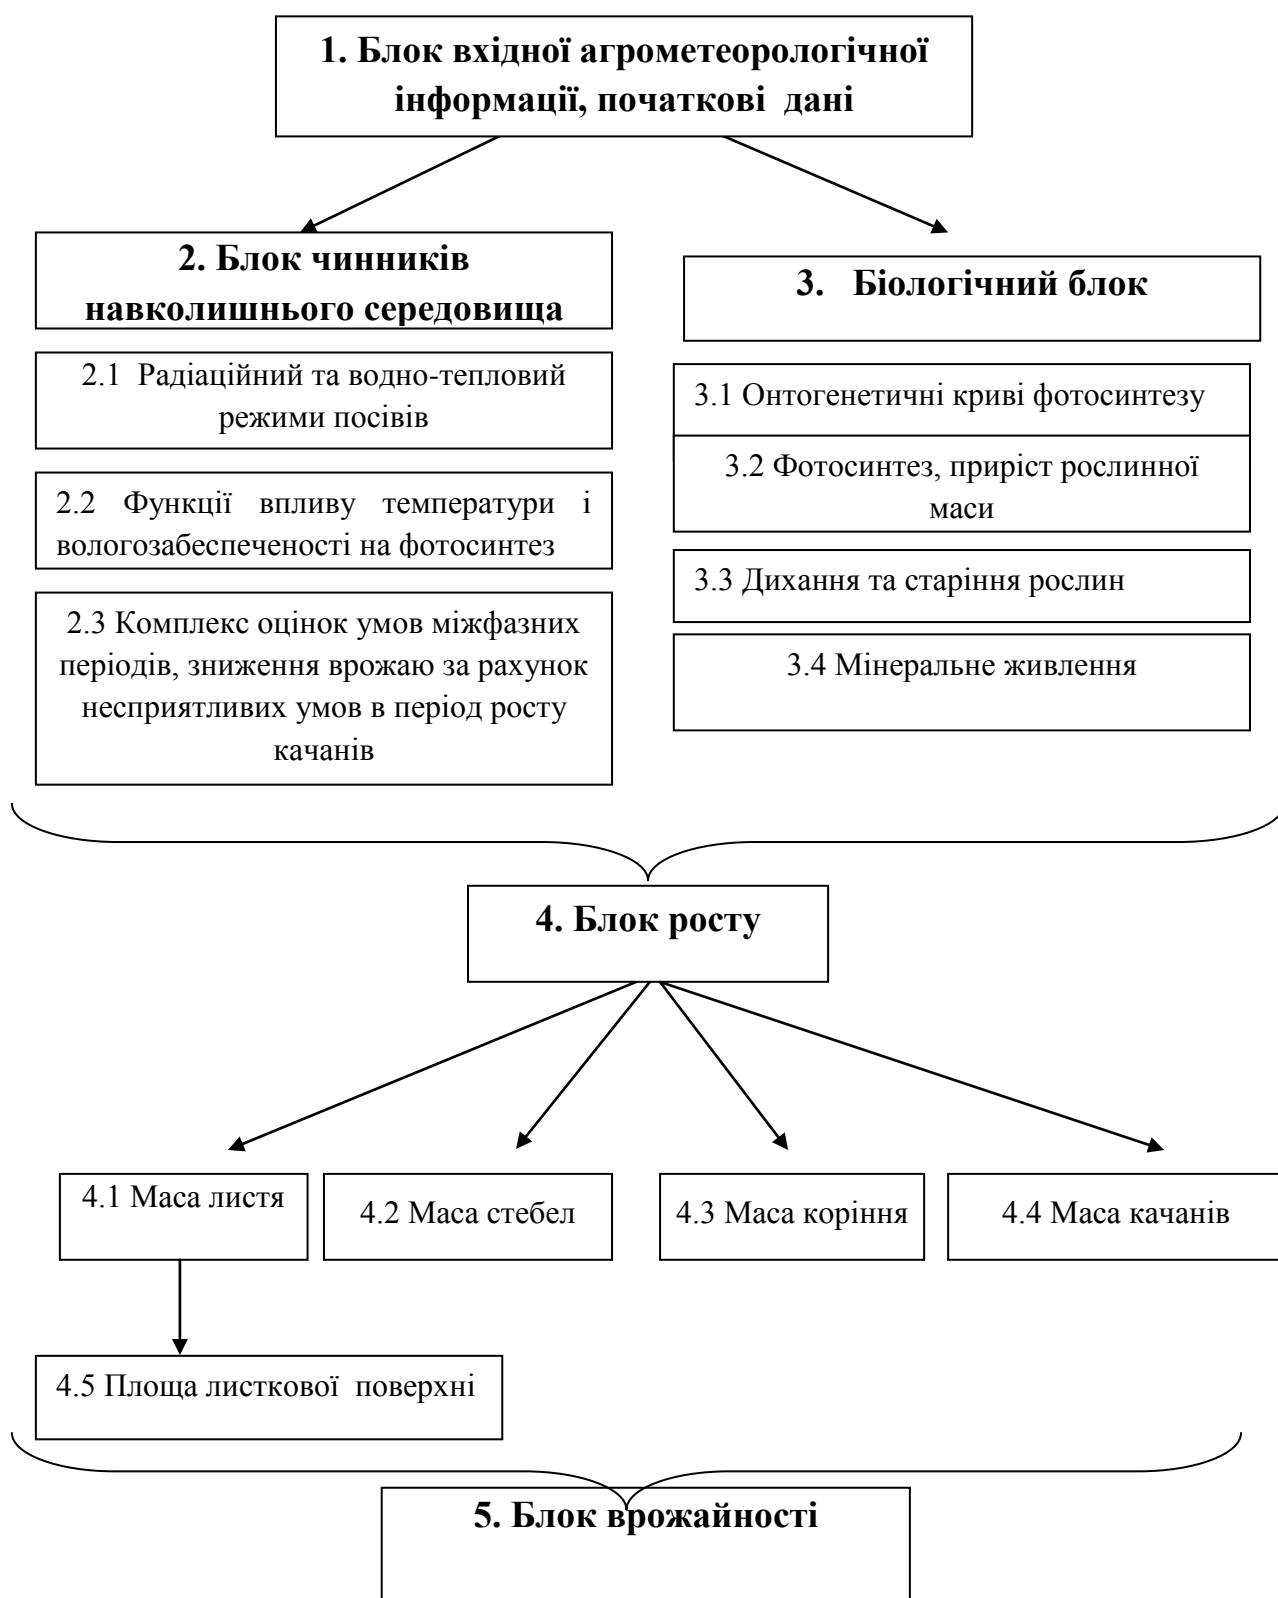 1. Блок вхідної агрометеорологічної
інформації, початкові дані
2. Блок чинників
навколишнього середовища
2.1 Радіаційний та водно-тепловий
режими посівів
2.2 Функції впливу температури і
вологозабеспеченості на фотосинтез
2.3 Комплекс оцінок умов міжфазних
періодів, зниження врожаю за рахунок
несприятливих умов в період росту
качанів
3. Біологічний блок
3.1 Онтогенетичні криві фотосинтезу
3.2 Фотосинтез, приріст рослинної
маси
3.3 Дихання та старіння рослин
3.4 Мінеральне живлення
4. Блок росту
4.1 Маса листя
4.2 Маса стебел
4.3 Маса коріння
4.4 Маса качанів
4.5 Площа листкової поверхні
5. Блок врожайності